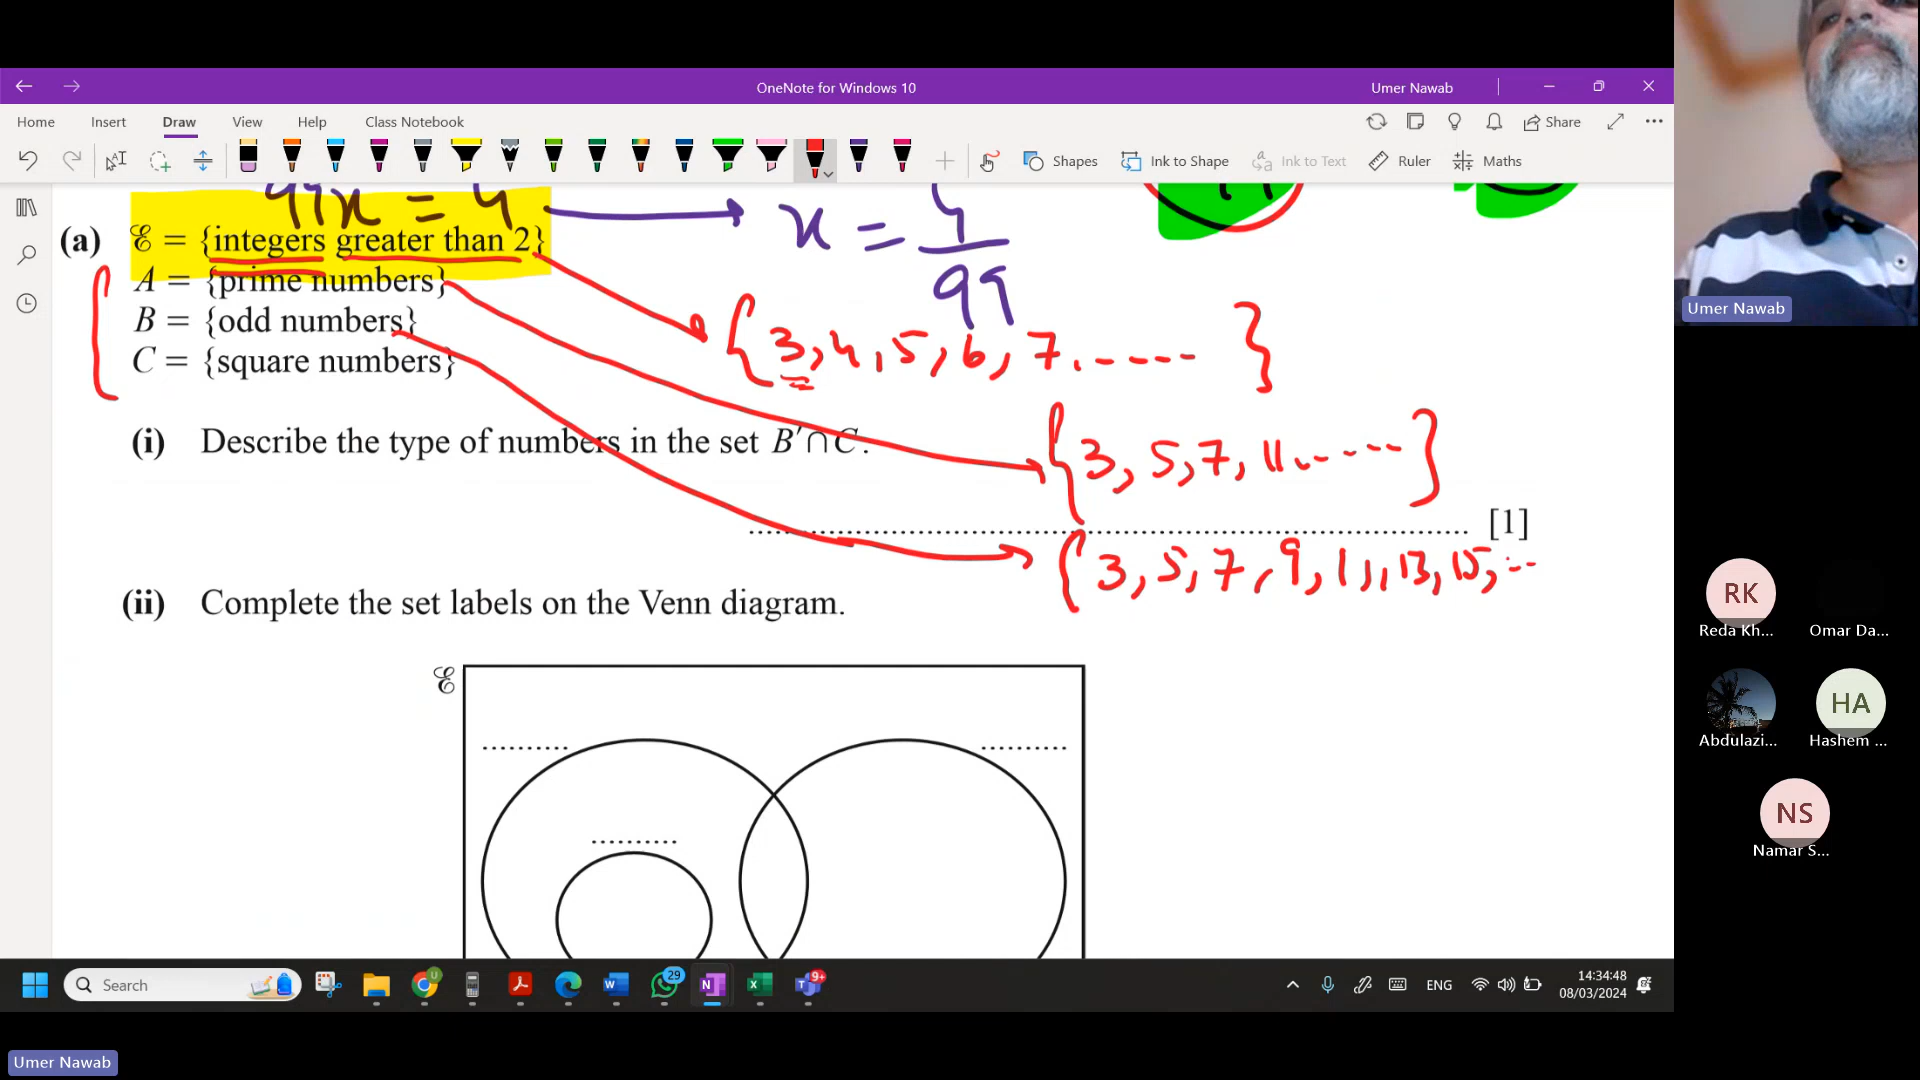 OneNote for Windows 10
Umer Nawab
Home Insert Draw View Help Class Notebook
Share
Shapes Ink to Shape Ink to Text Ruler Maths
99x = 4
x = 4/99
(a) ℰ = {integers greater than 2}
A = {prime numbers}
B = {odd numbers}
C = {square numbers}
{3, 4, 5, 6, 7, ------}
(i) Describe the type of numbers in the set B′∩C.
{3, 5, 7, 11, -----}
[1]
{3, 5, 7, 9, 11, 13, 15, ---
(ii) Complete the set labels on the Venn diagram.
ℰ
Umer Nawab
RK
Reda Kh...
Omar Da...
Abdulazi...
HA
Hashem ...
NS
Namar S...
Search
U
29
9+
ENG
14:34:48
08/03/2024
Umer Nawab